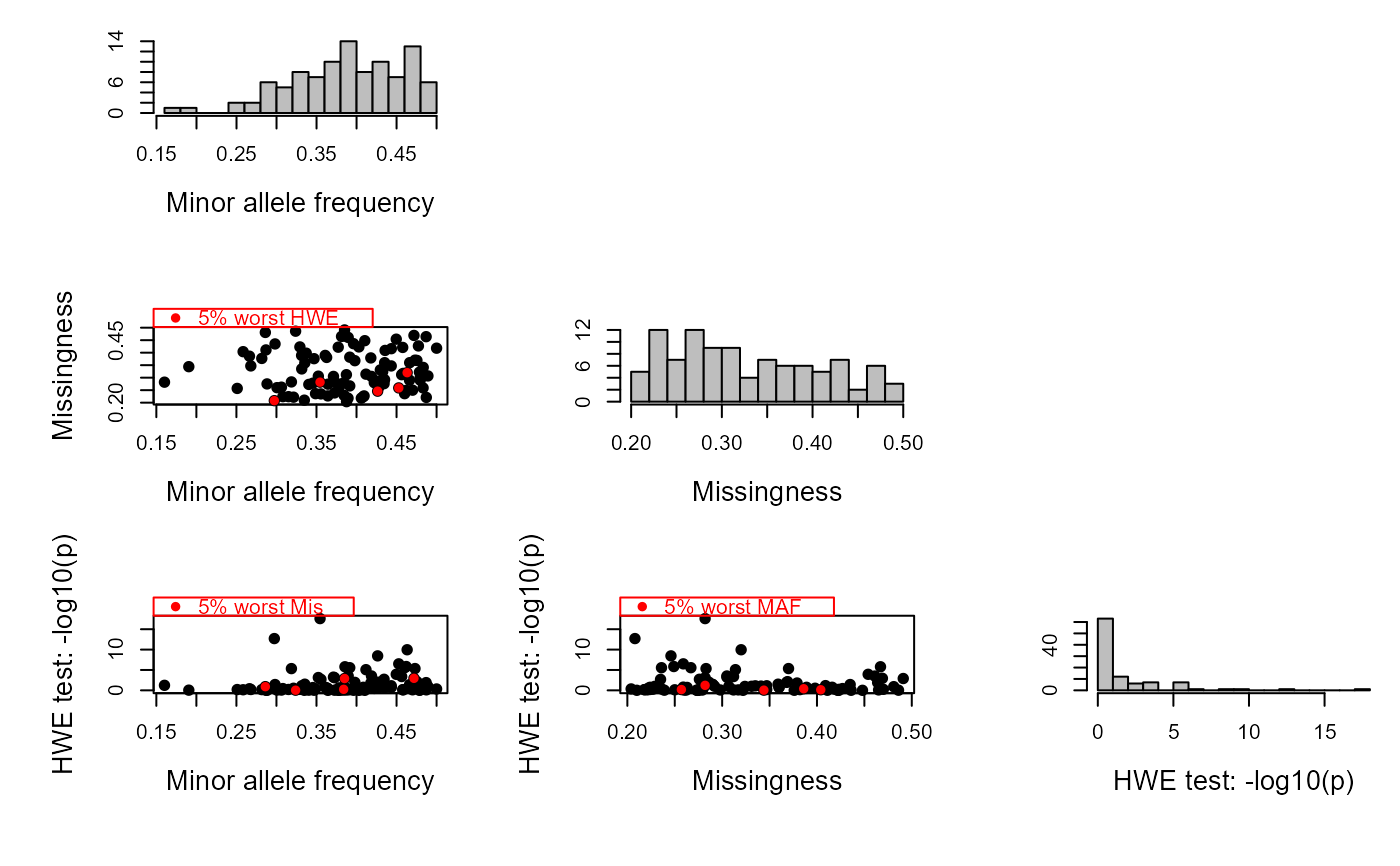 14
6
0
0.15 0.25 0.35 0.45
Minor allele frequency
Missingness
5% worst HWE
0.45
0.20
0.15 0.25 0.35 0.45
Minor allele frequency
12
6
0
0.20 0.30 0.40 0.50
Missingness
HWE test: -log10(p)
5% worst Mis
10
0
0.15 0.25 0.35 0.45
Minor allele frequency
HWE test: -log10(p)
5% worst MAF
10
0
0.20 0.30 0.40 0.50
Missingness
40
0
0 5 10 15
HWE test: -log10(p)